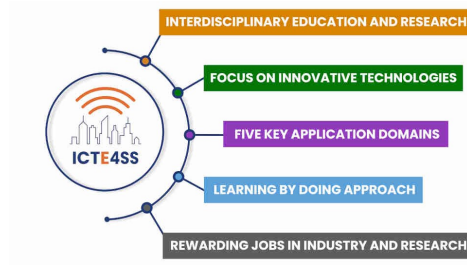 INTERDISCIPLINARY EDUCATION AND RESEARCH
FOCUS ON INNOVATIVE TECHNOLOGIES
FIVE KEY APPLICATION DOMAINS
ICTE4SS
LEARNING BY DOING APPROACH
REWARDING JOBS IN INDUSTRY AND RESEARCH